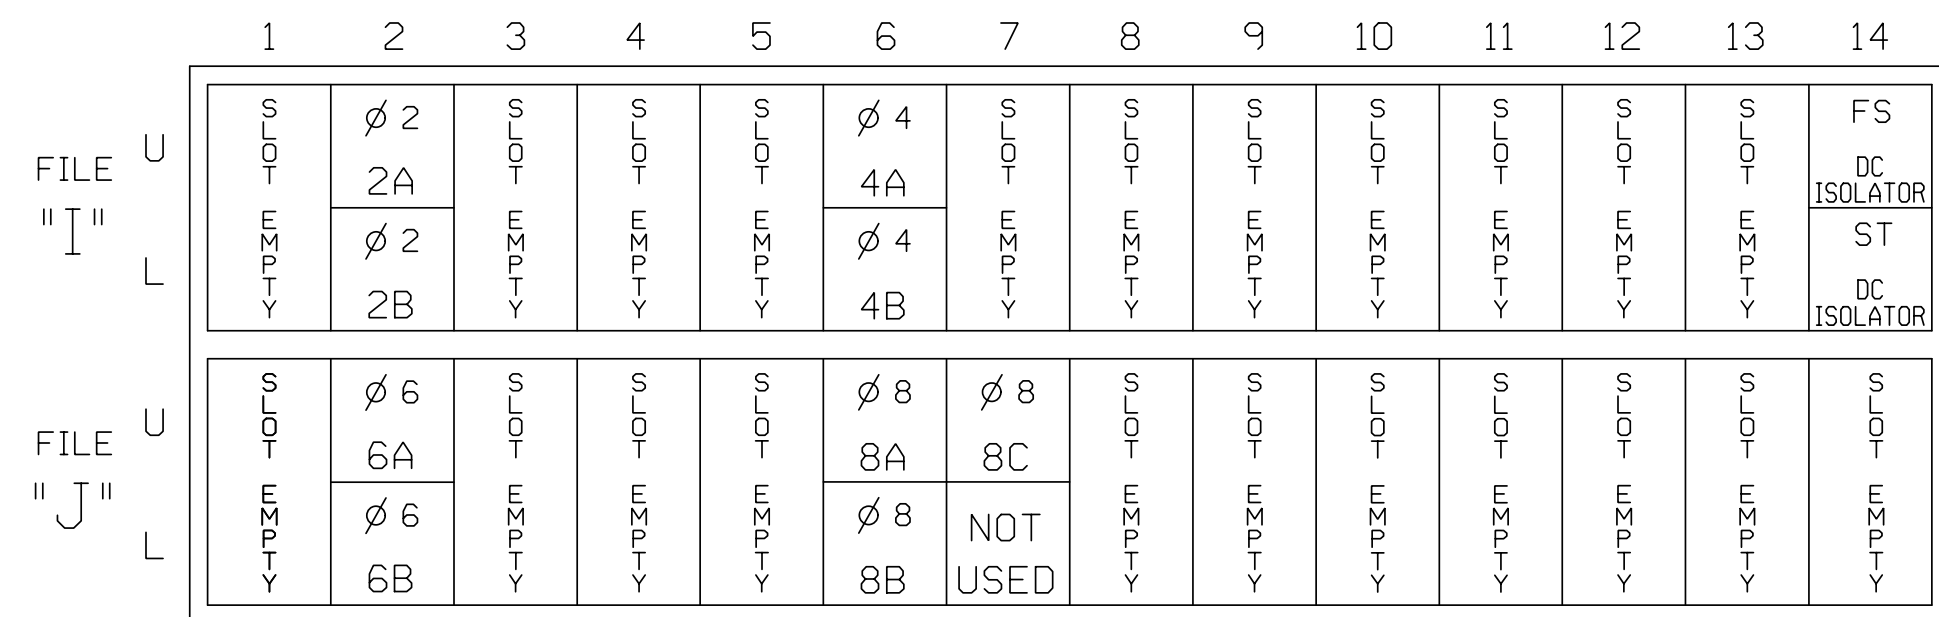 1 2 3 4 5 6 7 8 9 10 11 12 13 14
FILE "I"
U
L
SLOT EMPTY
Ø 2
2A
Ø 2
2B
SLOT EMPTY
SLOT EMPTY
SLOT EMPTY
Ø 4
4A
Ø 4
4B
SLOT EMPTY
SLOT EMPTY
SLOT EMPTY
SLOT EMPTY
SLOT EMPTY
SLOT EMPTY
SLOT EMPTY
FS
DC
ISOLATOR
ST
DC
ISOLATOR
FILE "J"
U
L
SLOT EMPTY
Ø 6
6A
Ø 6
6B
SLOT EMPTY
SLOT EMPTY
SLOT EMPTY
Ø 8
8A
Ø 8
8B
Ø 8
8C
NOT
USED
SLOT EMPTY
SLOT EMPTY
SLOT EMPTY
SLOT EMPTY
SLOT EMPTY
SLOT EMPTY
SLOT EMPTY